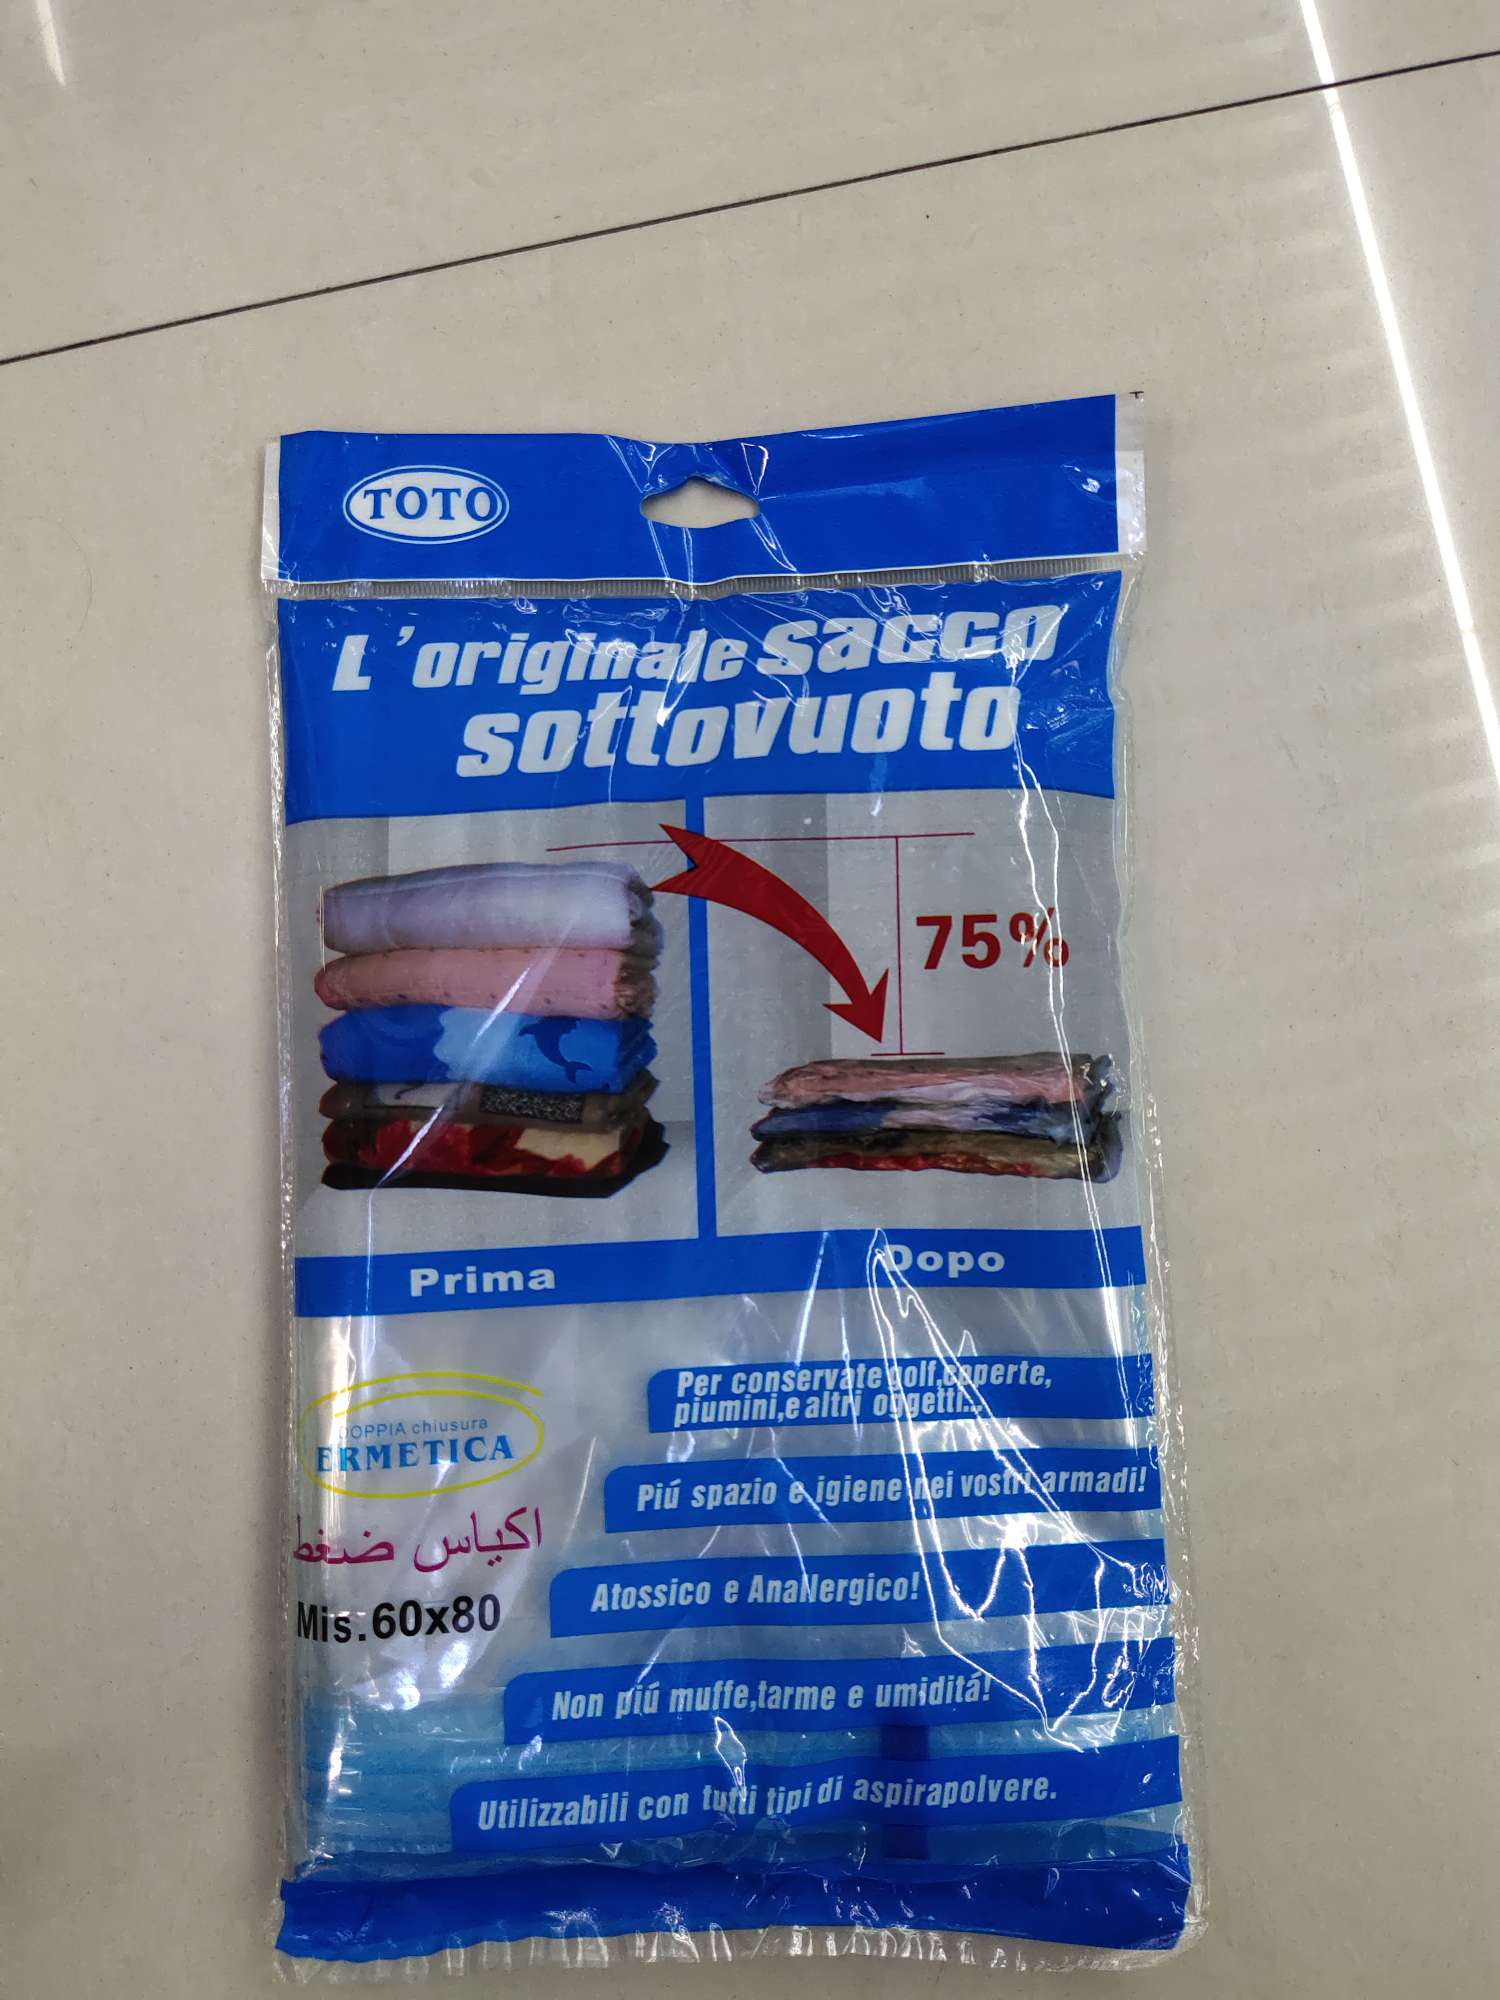 TOTO
L'originale sacco
sottovuoto
75%
Prima
Dopo
Per conservate golf,coperte,
piumini,e altri oggetti...
DOPPIA chiusura
ERMETICA
Piú spazio e igiene nei vostri armadi!
اكياس ضغط
Atossico e Anallergico!
Mis.:60x80
Non piú muffe,tarme e umiditá!
Utilizzabili con tutti tipi di aspirapolvere.